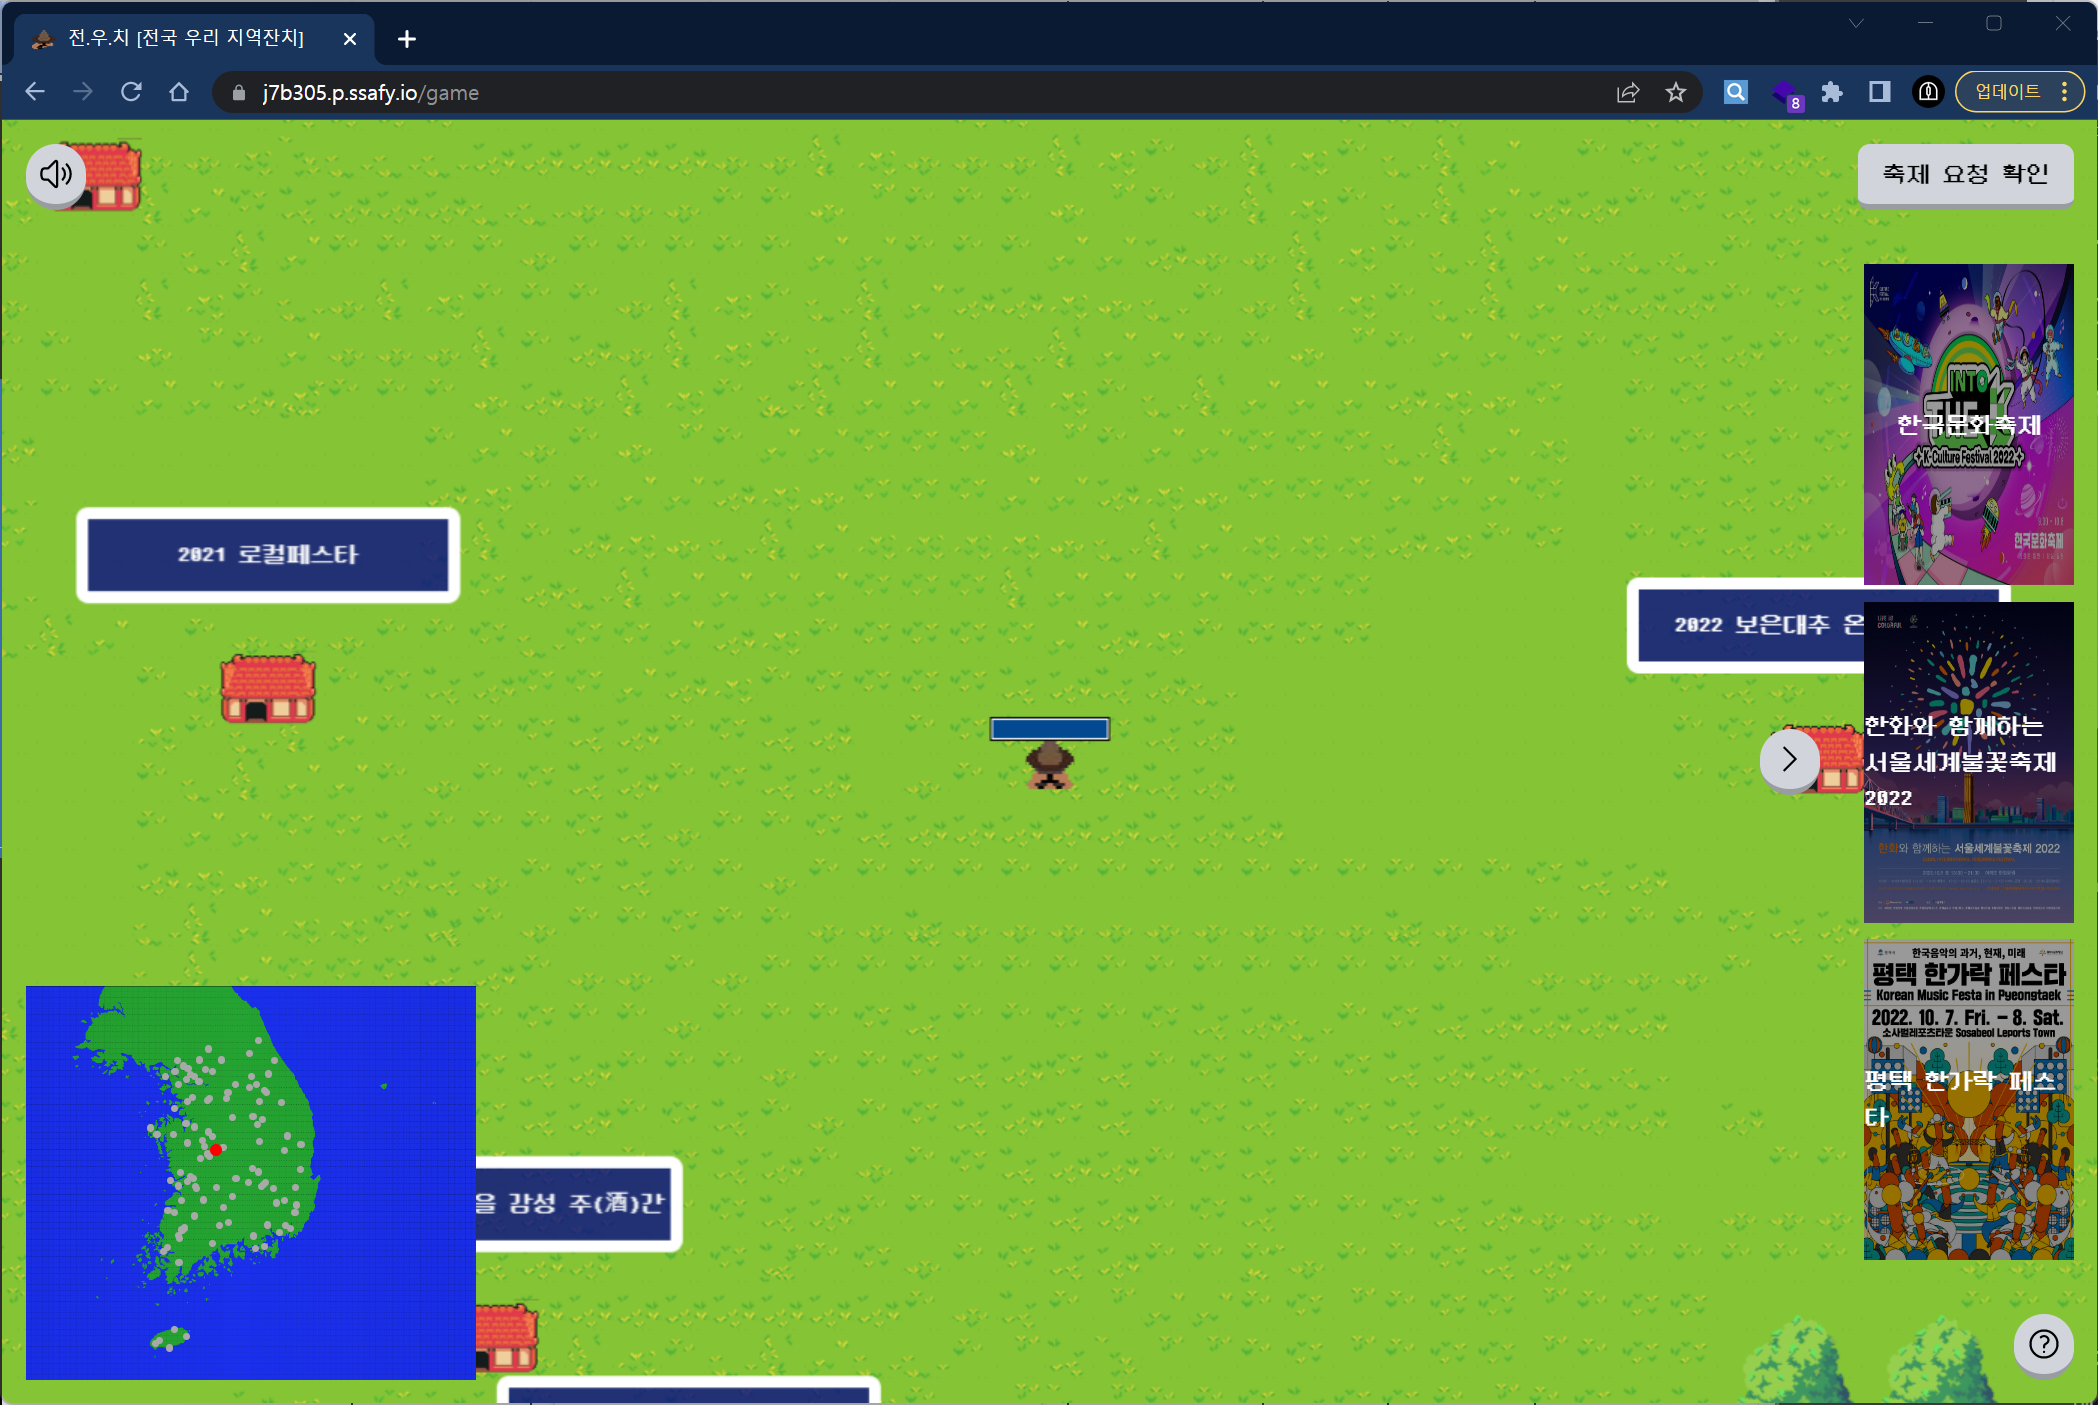 전.우.치 [전국 우리 지역잔치]
j7b305.p.ssafy.io/game
8
업데이트
축제 요청 확인
INTO
THE K
K-Culture Festival 2022
한국문화축제
한국문화축제
2021 로컬페스타
2022 보은대추 온
한화와 함께하는
서울세계불꽃축제
2022
한화와 함께하는 서울세계불꽃축제 2022
한국음악의 과거, 현재, 미래
평택 한가락 페스타
Korean Music Festa in Pyeongtaek
2022. 10. 7. Fri. – 8. Sat.
소사벌레포츠타운 Sosabeol Leports Town
평택 한가락 페스
타
을 감성 주(酒)간